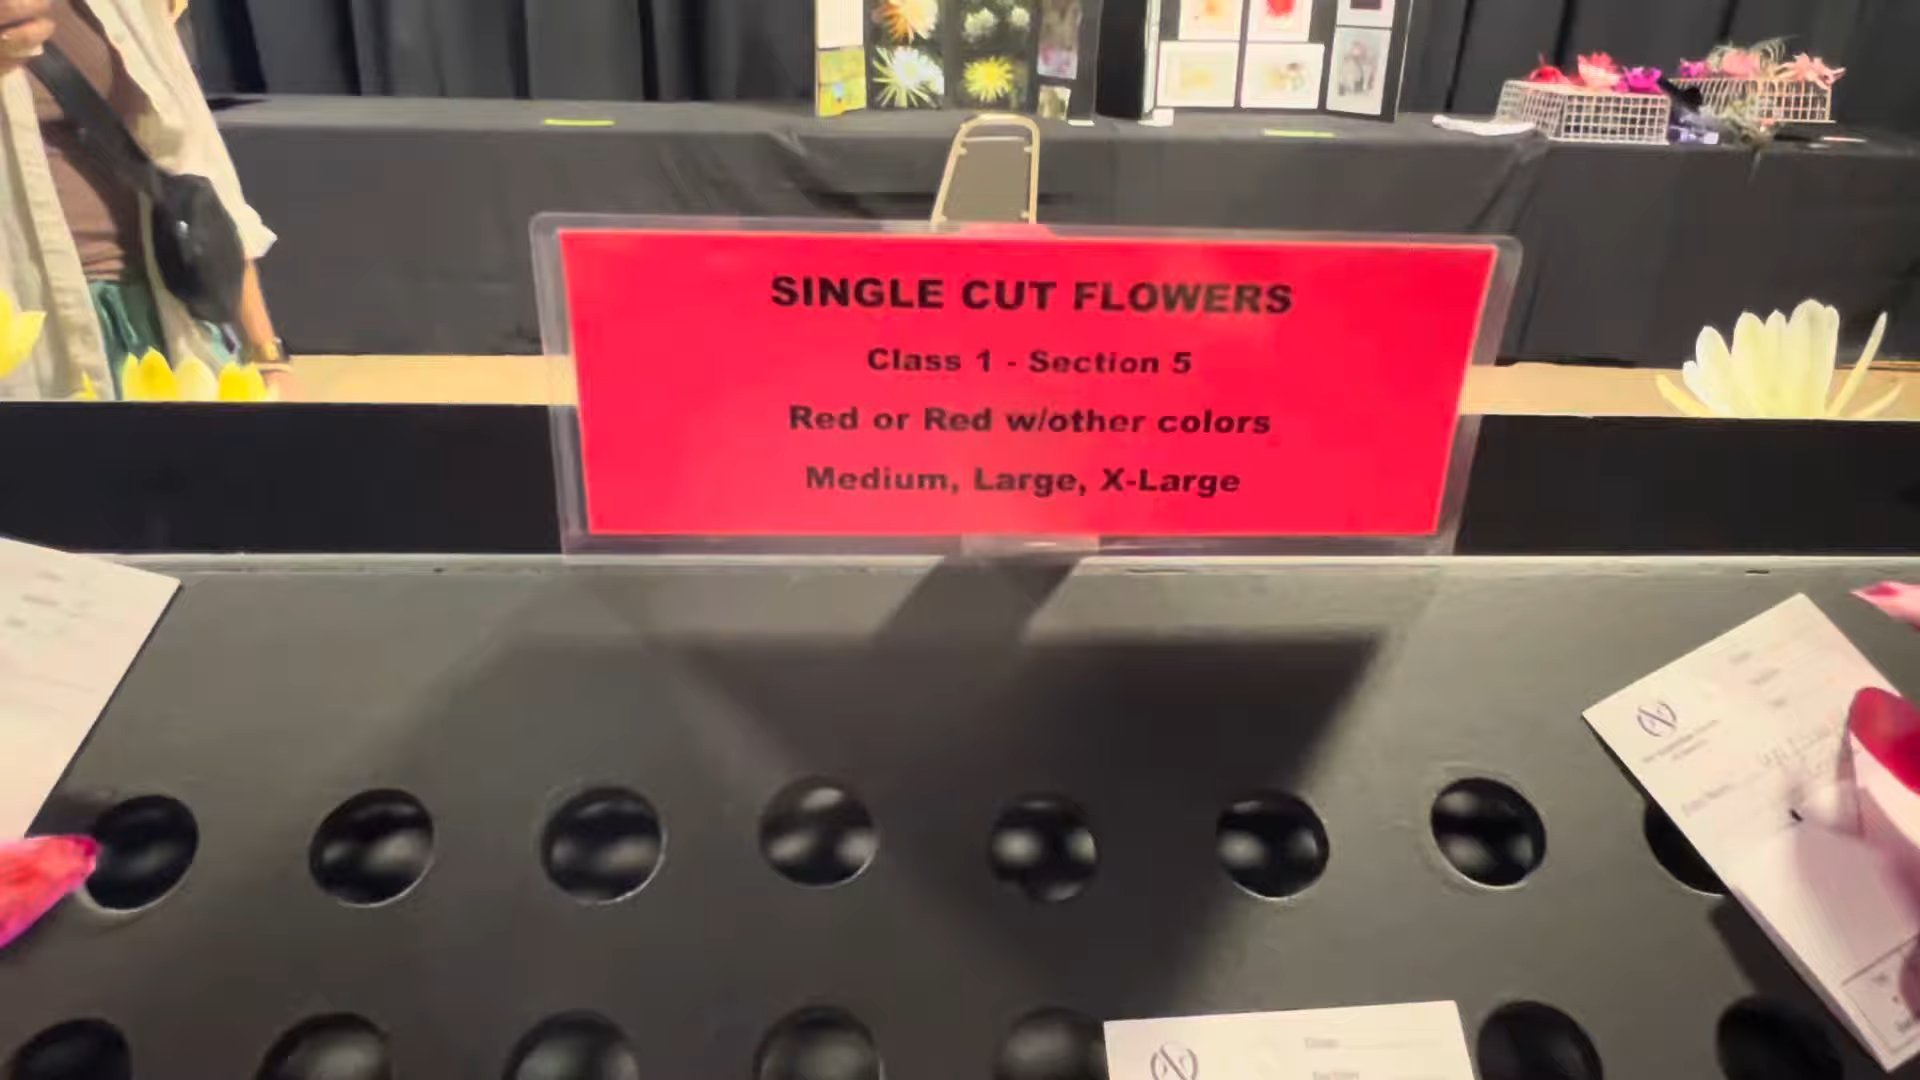 SINGLE CUT FLOWERS
Class 1 - Section 5
Red or Red w/other colors
Medium, Large, X-Large